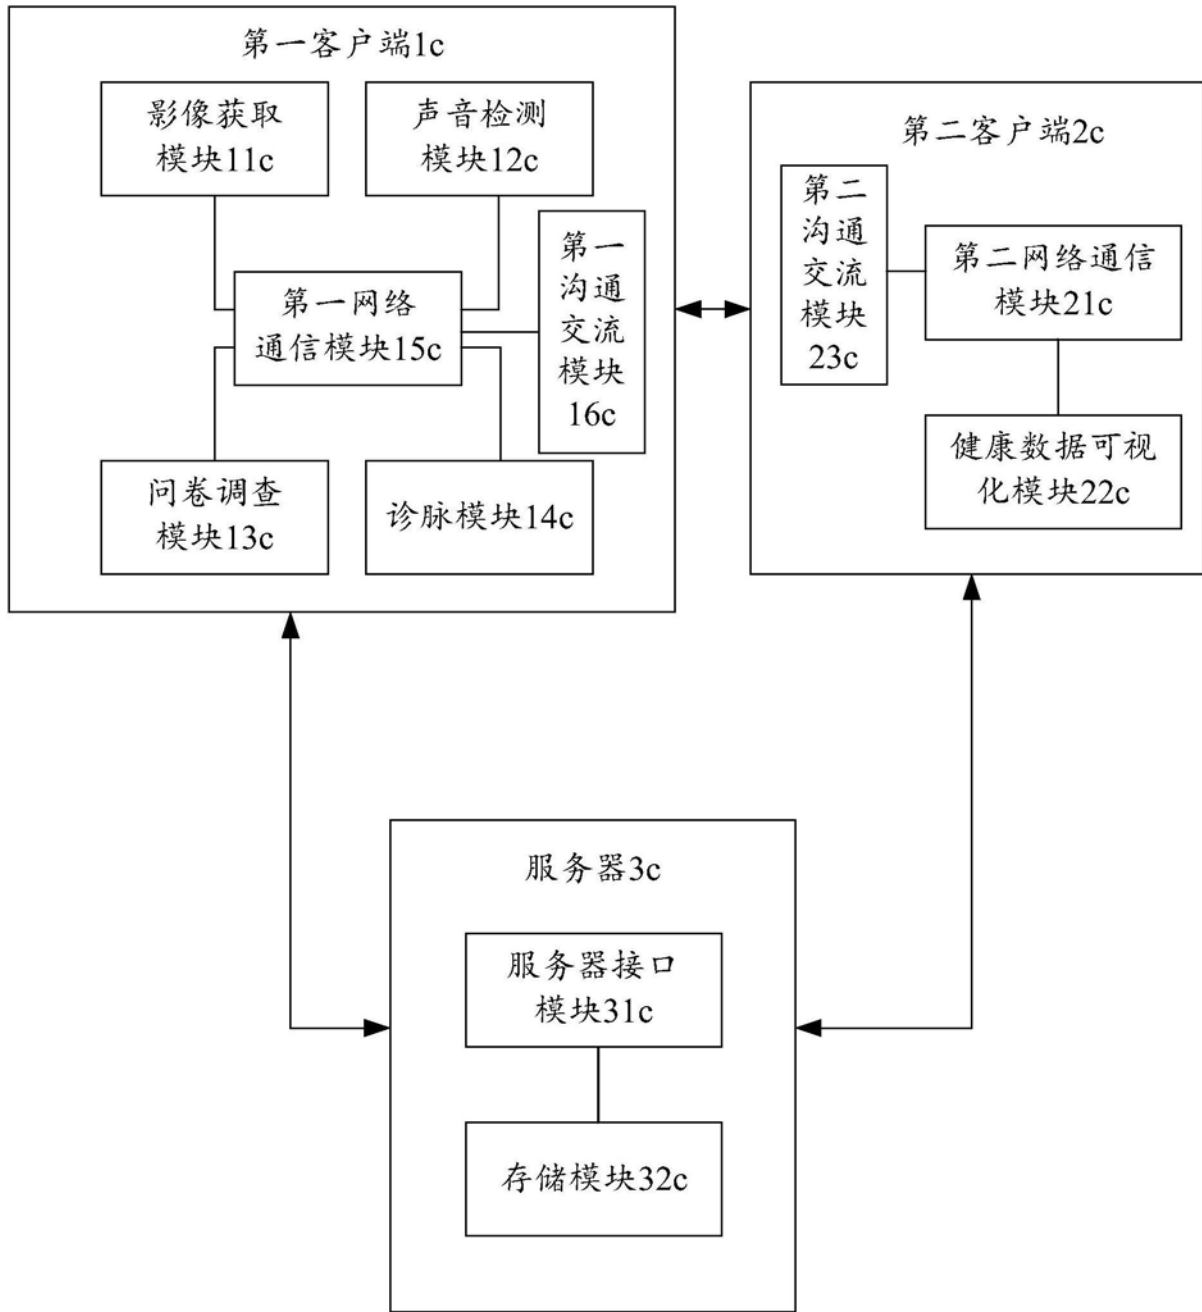 第一客户端1c
影像获取
模块11c
声音检测
模块12c
第一网络
通信模块15c
第一
沟通
交流
模块
16c
问卷调查
模块13c
诊脉模块14c
第二客户端2c
第二
沟通
交流
模块
23c
第二网络通信
模块21c
健康数据可视
化模块22c
服务器3c
服务器接口
模块31c
存储模块32c